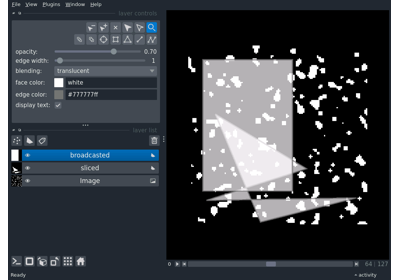 File View Plugins Window Help
layer controls
opacity: 0.70
edge width: 1
blending: translucent
face color: white
edge color: #777777ff
display text:
layer list
broadcasted
sliced
Image
64 127
Ready
activity